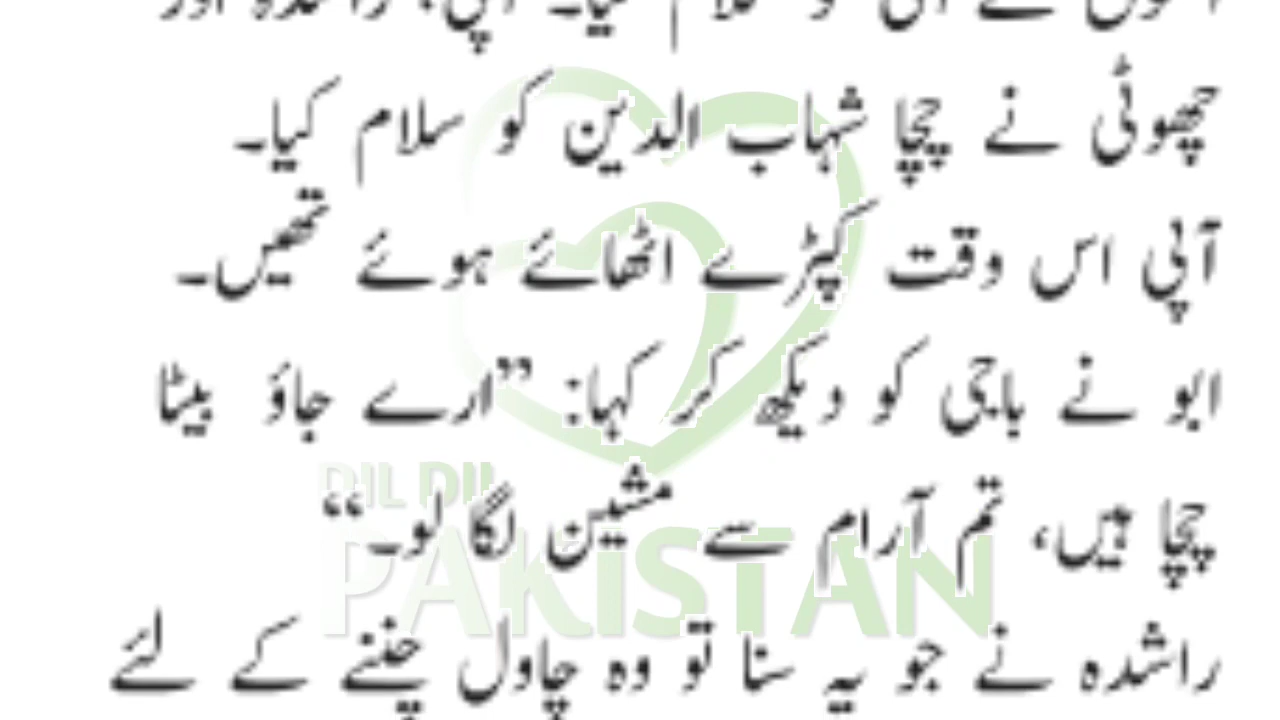 چھوٹی نے چچا شہاب الدین کو سلام کیا۔
آپی اس وقت کپڑے اٹھائے ہوئے تھیں۔
ابو نے باجی کو دیکھ کر کہا: ”ارے جاؤ بیٹا
چچا ہیں، تم آرام سے مشین لگا لو۔“
راشدہ نے جو یہ سنا تو وہ چاول چننے کے لئے
DIL DIL
PAKISTAN